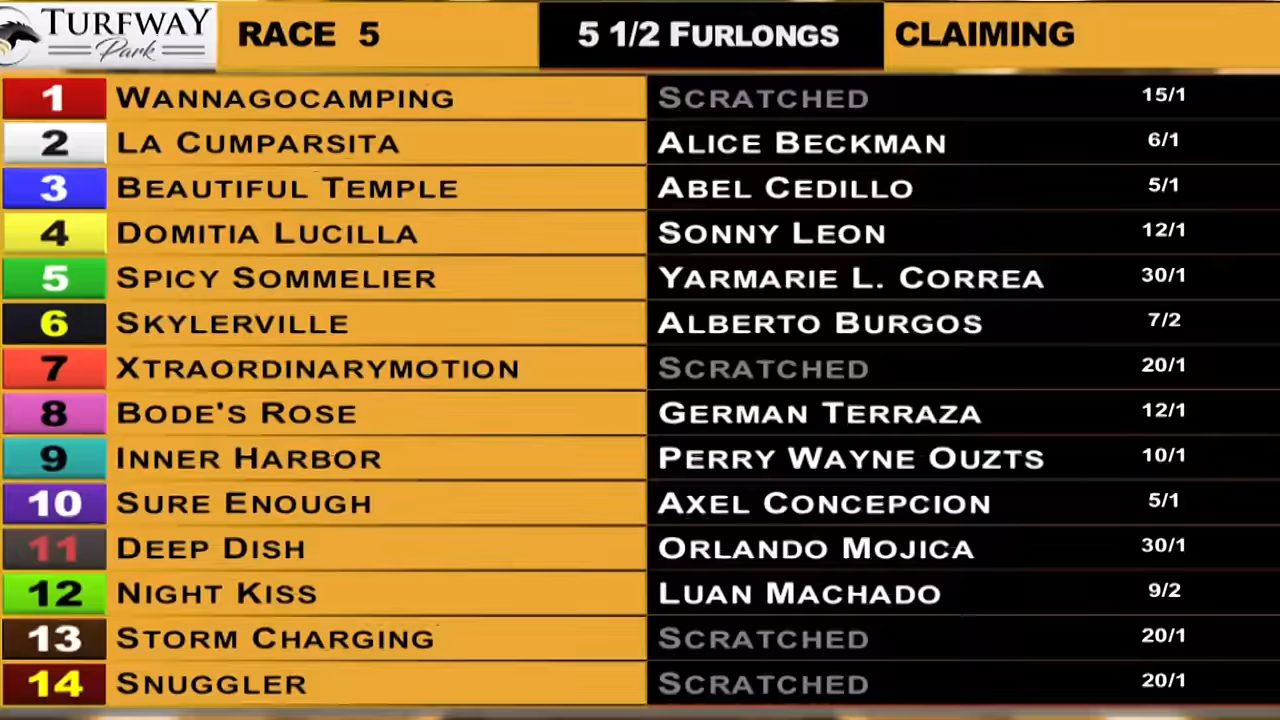 TURFWAY
Park
RACE 5
5 1/2 FURLONGS
CLAIMING
1 WANNAGOCAMPING SCRATCHED 15/1
2 LA CUMPARSITA ALICE BECKMAN 6/1
3 BEAUTIFUL TEMPLE ABEL CEDILLO 5/1
4 DOMITIA LUCILLA SONNY LEON 12/1
5 SPICY SOMMELIER YARMARIE L. CORREA 30/1
6 SKYLERVILLE ALBERTO BURGOS 7/2
7 XTRAORDINARYMOTION SCRATCHED 20/1
8 BODE'S ROSE GERMAN TERRAZA 12/1
9 INNER HARBOR PERRY WAYNE OUZTS 10/1
10 SURE ENOUGH AXEL CONCEPCION 5/1
11 DEEP DISH ORLANDO MOJICA 30/1
12 NIGHT KISS LUAN MACHADO 9/2
13 STORM CHARGING SCRATCHED 20/1
14 SNUGGLER SCRATCHED 20/1